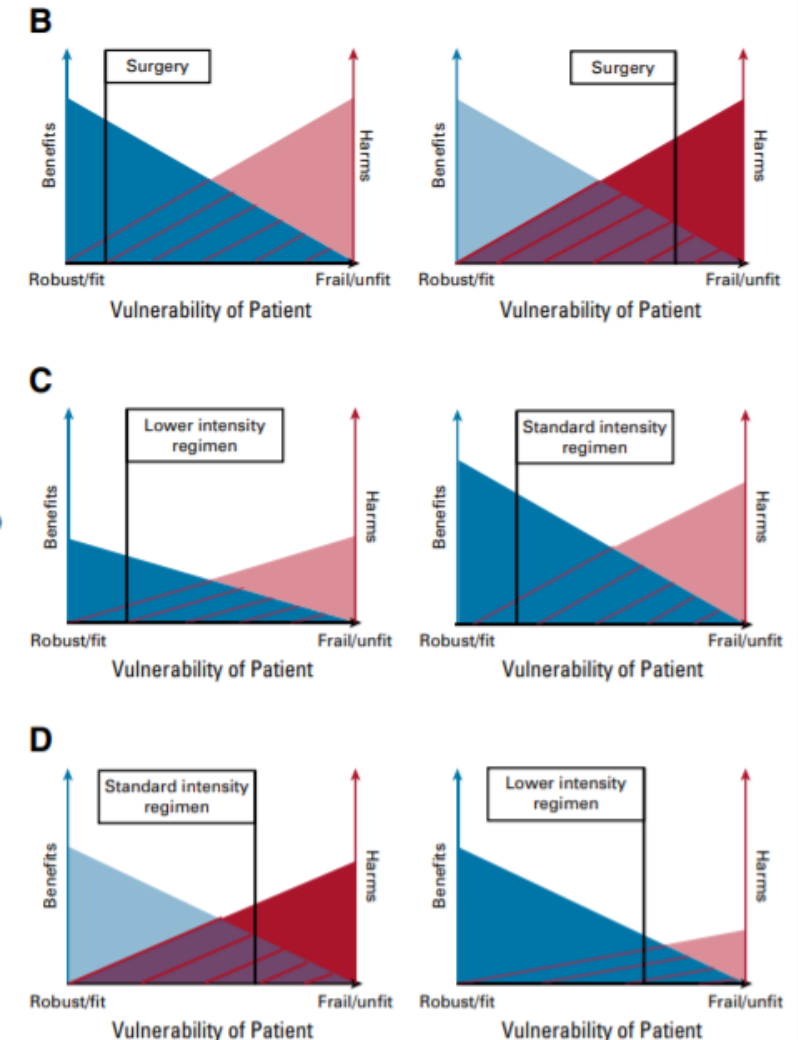 B
Surgery
Benefits
Harms
Robust/fit
Frail/unfit
Vulnerability of Patient
Surgery
Benefits
Harms
Robust/fit
Frail/unfit
Vulnerability of Patient
C
Lower intensity
regimen
Benefits
Harms
Robust/fit
Frail/unfit
Vulnerability of Patient
Standard intensity
regimen
Benefits
Harms
Robust/fit
Frail/unfit
Vulnerability of Patient
D
Standard intensity
regimen
Benefits
Harms
Robust/fit
Frail/unfit
Vulnerability of Patient
Lower intensity
regimen
Benefits
Harms
Robust/fit
Frail/unfit
Vulnerability of Patient